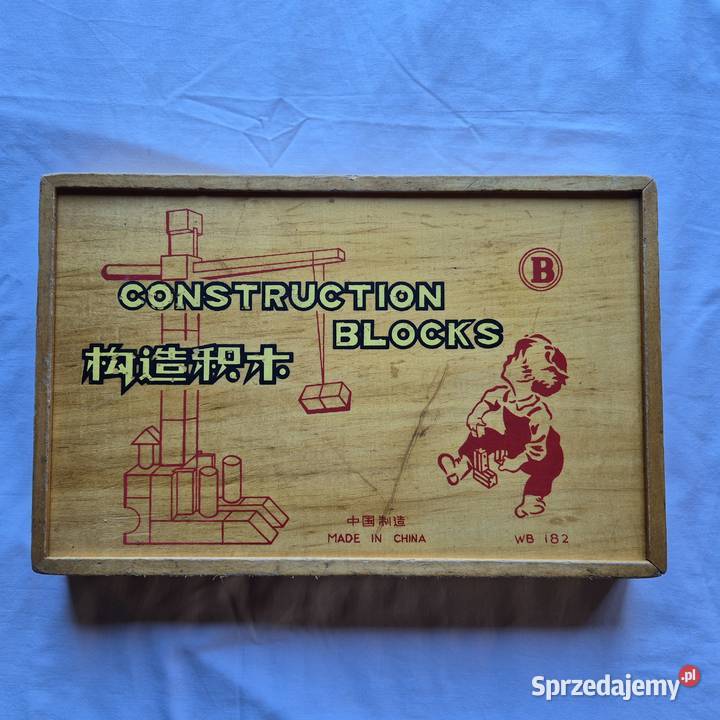 B
CONSTRUCTION
BLOCKS
构造积木
中国制造
MADE IN CHINA
WB 182
Sprzedajemy.pl